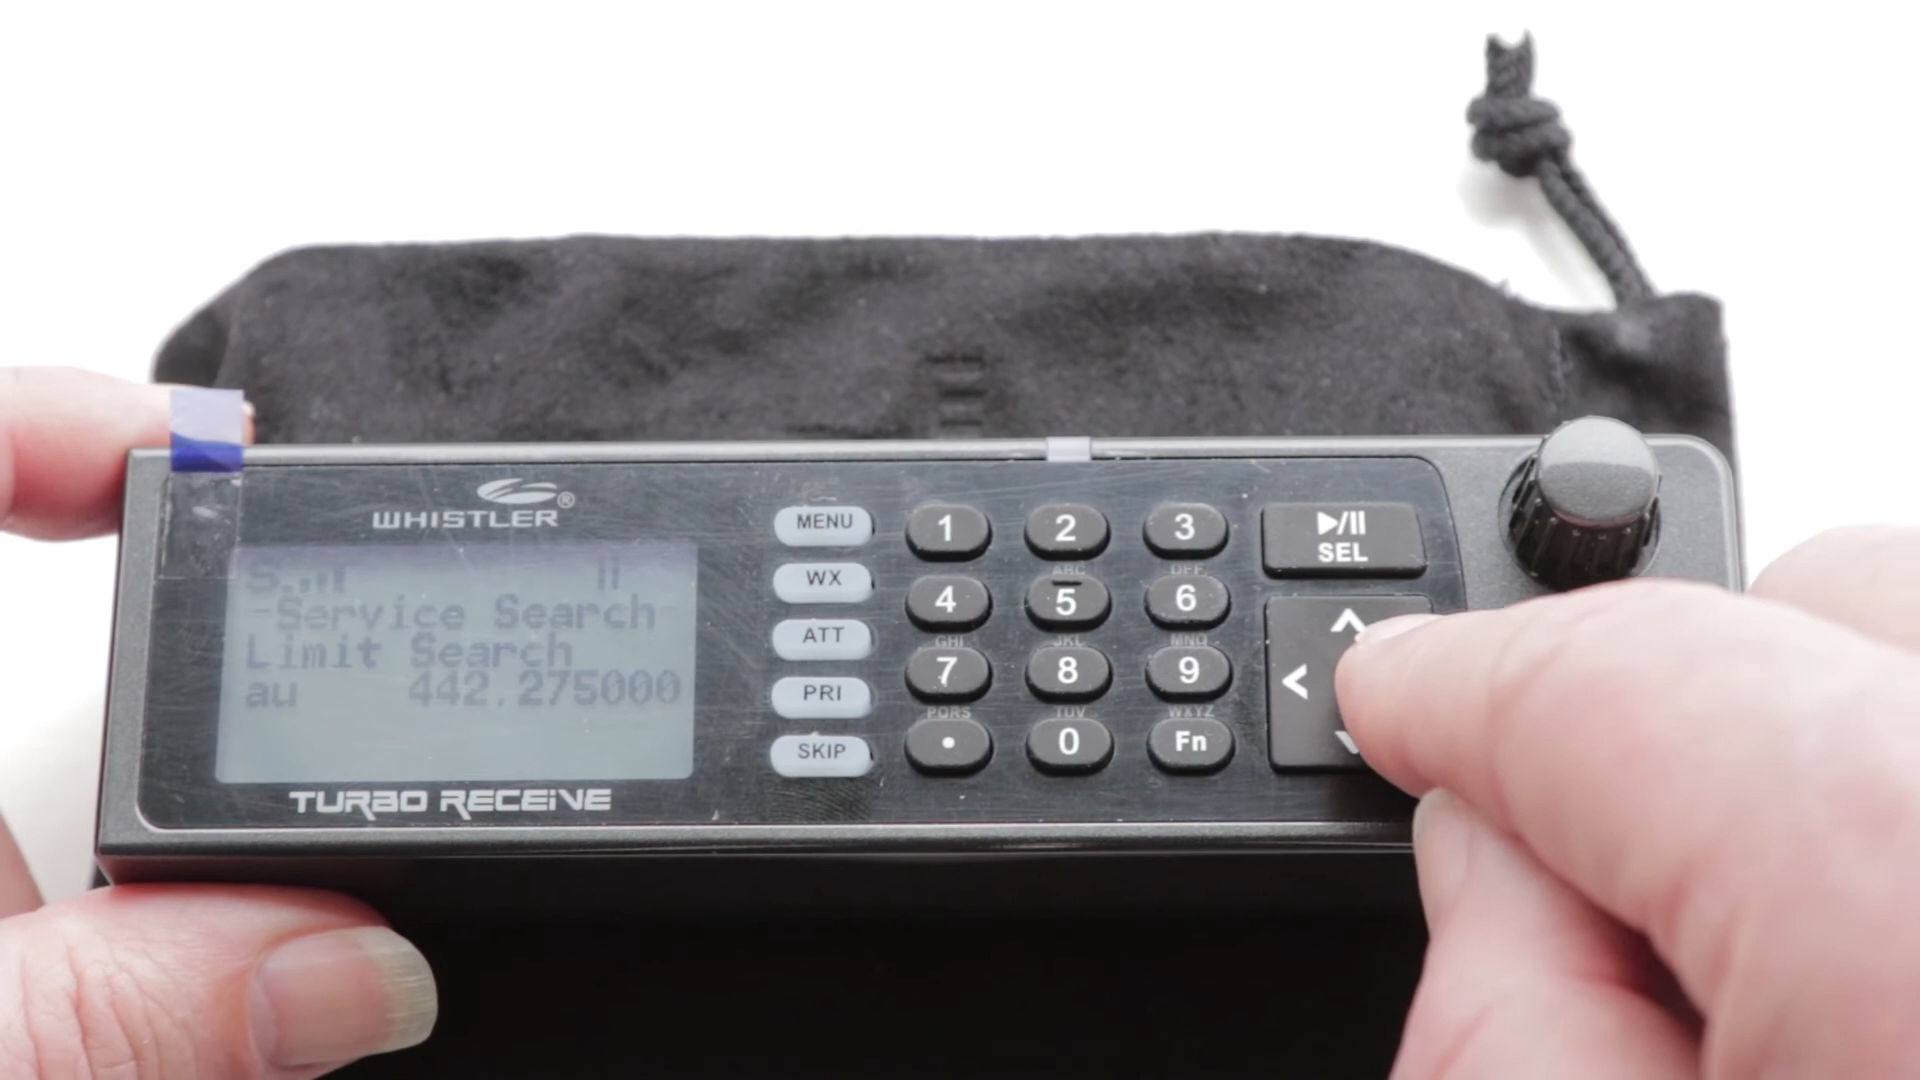 WHISTLER®
S
-Service Search-
Limit Search
au 442.275000
TURBO RECEIVE
MENU
WX
ATT
PRI
SKIP
1 2 3
ABC DEF
4 5 6
GHI JKL MNO
7 8 9
PQRS TUV WXYZ
. 0 Fn
SEL